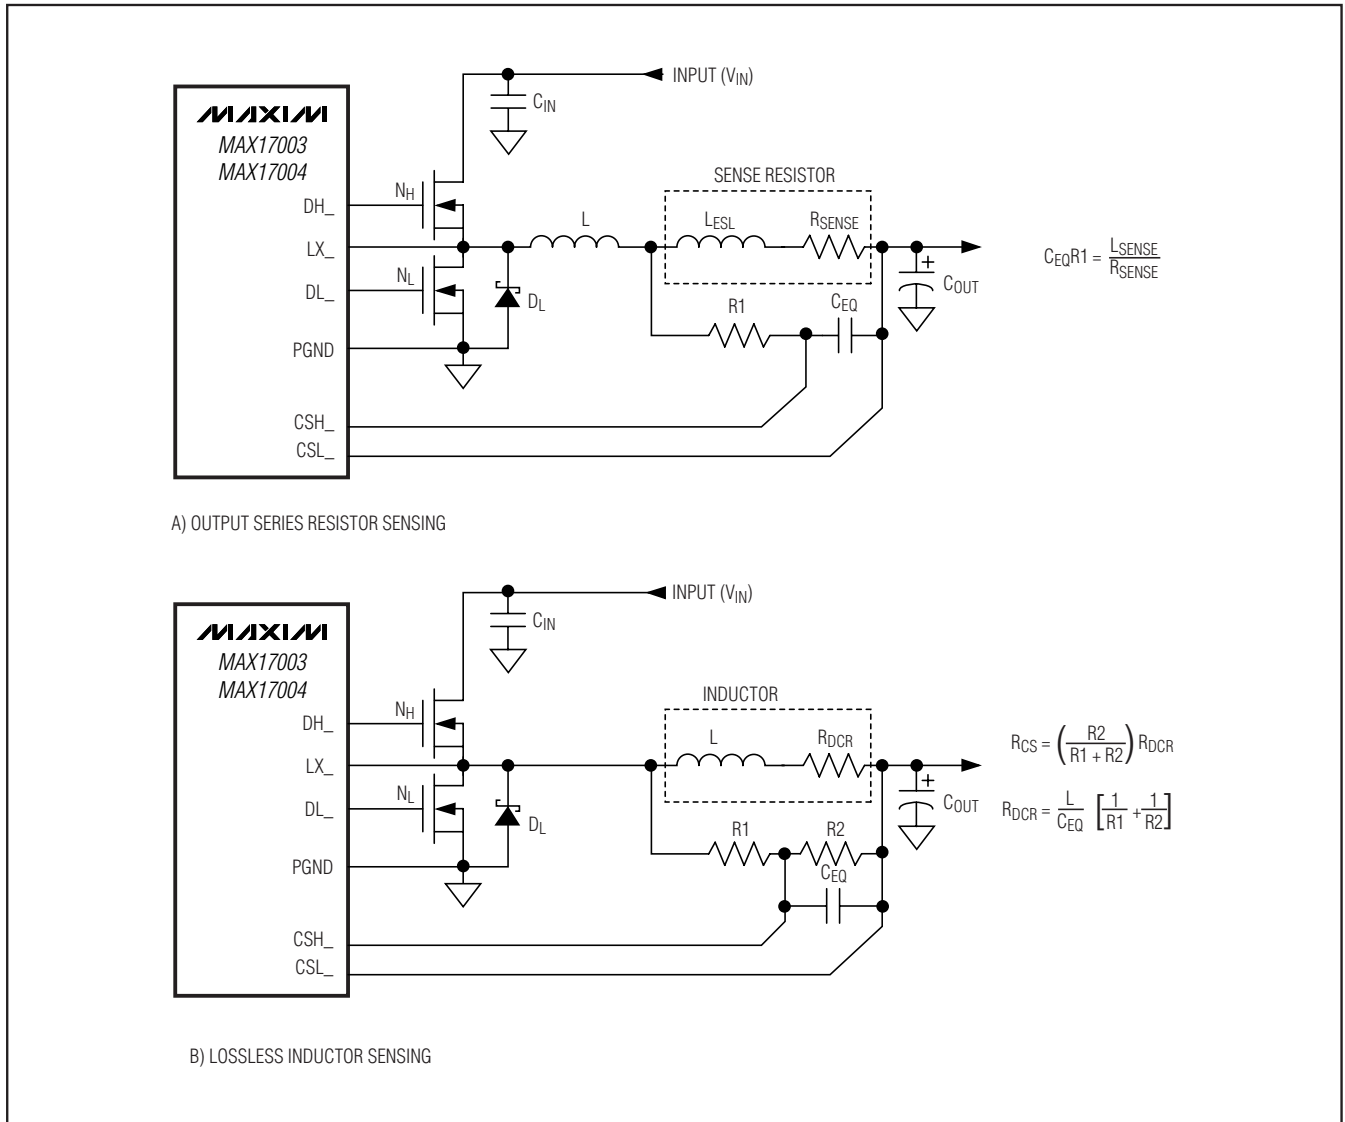 MAXIM
MAX17003
MAX17004
DH_
LX_
DL_
PGND
CSH_
CSL_
INPUT (VIN)
CIN
NH
NL
DL
L
SENSE RESISTOR
LESL
RSENSE
R1
CEQ
COUT
+
CEQR1 = LSENSE / RSENSE
A) OUTPUT SERIES RESISTOR SENSING
MAXIM
MAX17003
MAX17004
DH_
LX_
DL_
PGND
CSH_
CSL_
INPUT (VIN)
CIN
NH
NL
DL
INDUCTOR
L
RDCR
R1
R2
CEQ
COUT
+
RCS = (R2 / R1 + R2) RDCR
RDCR = L / CEQ [1 / R1 + 1 / R2]
B) LOSSLESS INDUCTOR SENSING